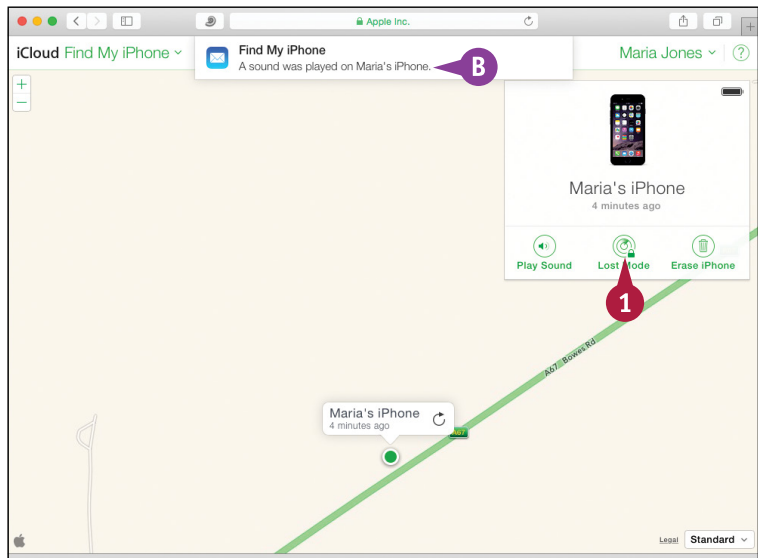 Apple Inc.
iCloud Find My iPhone
Find My iPhone
A sound was played on Maria's iPhone.
B
Maria Jones
?
+
−
Maria's iPhone
4 minutes ago
Play Sound
Lost Mode
Erase iPhone
1
A67 Bowes Rd
Maria's iPhone
4 minutes ago
A67
Legal
Standard